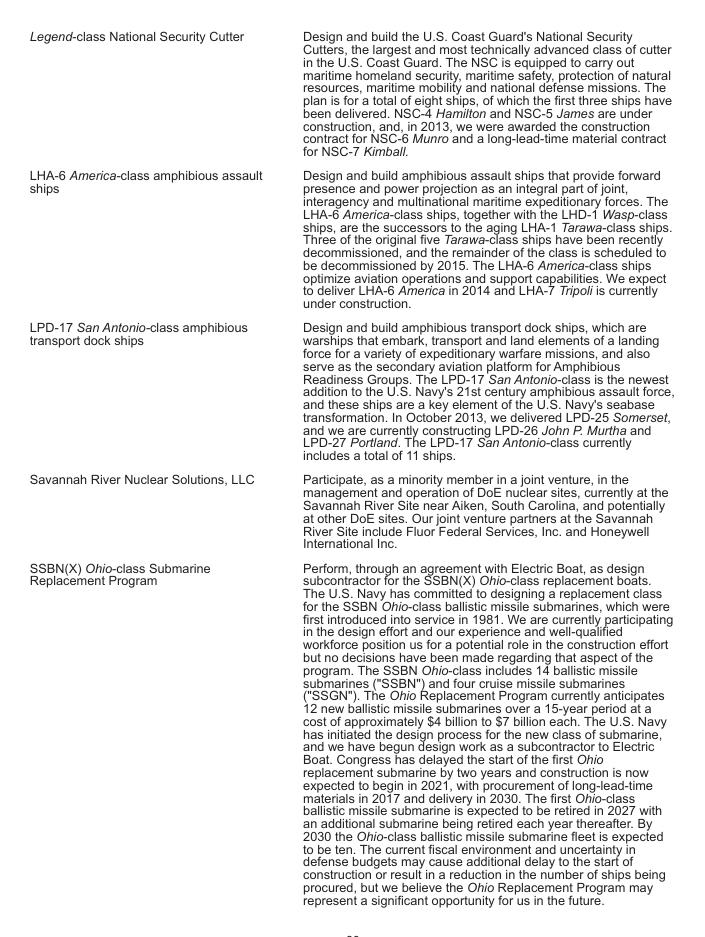 Legend-class National Security Cutter
Design and build the U.S. Coast Guard's National Security
Cutters, the largest and most technically advanced class of cutter
in the U.S. Coast Guard. The NSC is equipped to carry out
maritime homeland security, maritime safety, protection of natural
resources, maritime mobility and national defense missions. The
plan is for a total of eight ships, of which the first three ships have
been delivered. NSC-4 Hamilton and NSC-5 James are under
construction, and, in 2013, we were awarded the construction
contract for NSC-6 Munro and a long-lead-time material contract
for NSC-7 Kimball.
LHA-6 America-class amphibious assault
ships
Design and build amphibious assault ships that provide forward
presence and power projection as an integral part of joint,
interagency and multinational maritime expeditionary forces. The
LHA-6 America-class ships, together with the LHD-1 Wasp-class
ships, are the successors to the aging LHA-1 Tarawa-class ships.
Three of the original five Tarawa-class ships have been recently
decommissioned, and the remainder of the class is scheduled to
be decommissioned by 2015. The LHA-6 America-class ships
optimize aviation operations and support capabilities. We expect
to deliver LHA-6 America in 2014 and LHA-7 Tripoli is currently
under construction.
LPD-17 San Antonio-class amphibious
transport dock ships
Design and build amphibious transport dock ships, which are
warships that embark, transport and land elements of a landing
force for a variety of expeditionary warfare missions, and also
serve as the secondary aviation platform for Amphibious
Readiness Groups. The LPD-17 San Antonio-class is the newest
addition to the U.S. Navy's 21st century amphibious assault force,
and these ships are a key element of the U.S. Navy's seabase
transformation. In October 2013, we delivered LPD-25 Somerset,
and we are currently constructing LPD-26 John P. Murtha and
LPD-27 Portland. The LPD-17 San Antonio-class currently
includes a total of 11 ships.
Savannah River Nuclear Solutions, LLC
Participate, as a minority member in a joint venture, in the
management and operation of DoE nuclear sites, currently at the
Savannah River Site near Aiken, South Carolina, and potentially
at other DoE sites. Our joint venture partners at the Savannah
River Site include Fluor Federal Services, Inc. and Honeywell
International Inc.
SSBN(X) Ohio-class Submarine
Replacement Program
Perform, through an agreement with Electric Boat, as design
subcontractor for the SSBN(X) Ohio-class replacement boats.
The U.S. Navy has committed to designing a replacement class
for the SSBN Ohio-class ballistic missile submarines, which were
first introduced into service in 1981. We are currently participating
in the design effort and our experience and well-qualified
workforce position us for a potential role in the construction effort
but no decisions have been made regarding that aspect of the
program. The SSBN Ohio-class includes 14 ballistic missile
submarines ("SSBN") and four cruise missile submarines
("SSGN"). The Ohio Replacement Program currently anticipates
12 new ballistic missile submarines over a 15-year period at a
cost of approximately $4 billion to $7 billion each. The U.S. Navy
has initiated the design process for the new class of submarine,
and we have begun design work as a subcontractor to Electric
Boat. Congress has delayed the start of the first Ohio
replacement submarine by two years and construction is now
expected to begin in 2021, with procurement of long-lead-time
materials in 2017 and delivery in 2030. The first Ohio-class
ballistic missile submarine is expected to be retired in 2027 with
an additional submarine being retired each year thereafter. By
2030 the Ohio-class ballistic missile submarine fleet is expected
to be ten. The current fiscal environment and uncertainty in
defense budgets may cause additional delay to the start of
construction or result in a reduction in the number of ships being
procured, but we believe the Ohio Replacement Program may
represent a significant opportunity for us in the future.